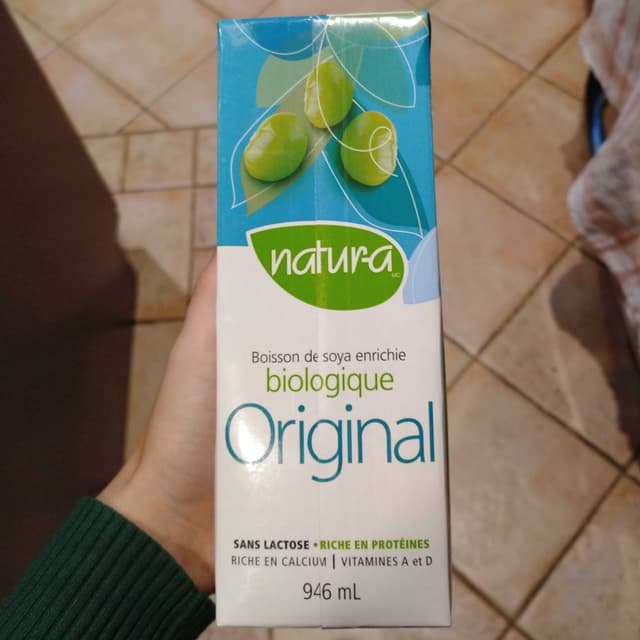 natur-a
MC
Boisson de soya enrichie
biologique
Original
SANS LACTOSE • RICHE EN PROTÉINES
RICHE EN CALCIUM | VITAMINES A et D
946 mL